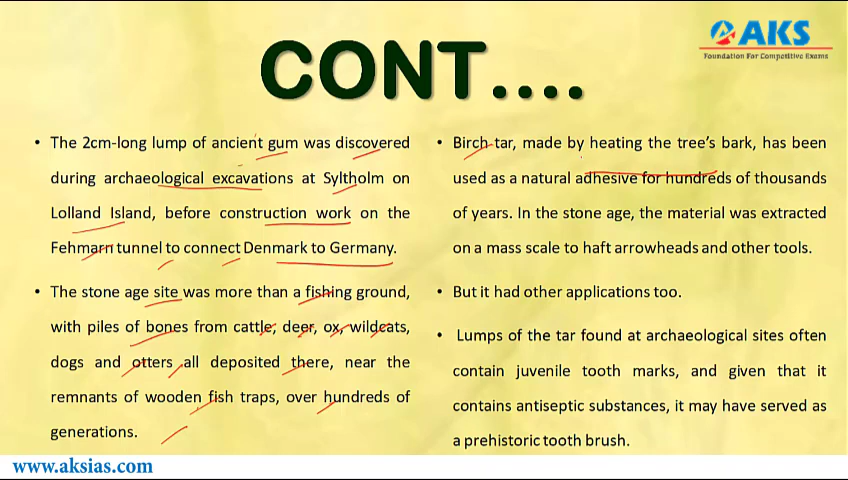 AKS
Foundation For Competitive Exams
CONT....
• The 2cm-long lump of ancient gum was discovered
during archaeological excavations at Syltholm on
Lolland Island, before construction work on the
Fehmarn tunnel to connect Denmark to Germany.
• The stone age site was more than a fishing ground,
with piles of bones from cattle, deer, ox, wildcats,
dogs and otters all deposited there, near the
remnants of wooden fish traps, over hundreds of
generations.
• Birch tar, made by heating the tree's bark, has been
used as a natural adhesive for hundreds of thousands
of years. In the stone age, the material was extracted
on a mass scale to haft arrowheads and other tools.
• But it had other applications too.
• Lumps of the tar found at archaeological sites often
contain juvenile tooth marks, and given that it
contains antiseptic substances, it may have served as
a prehistoric tooth brush.
www.aksias.com